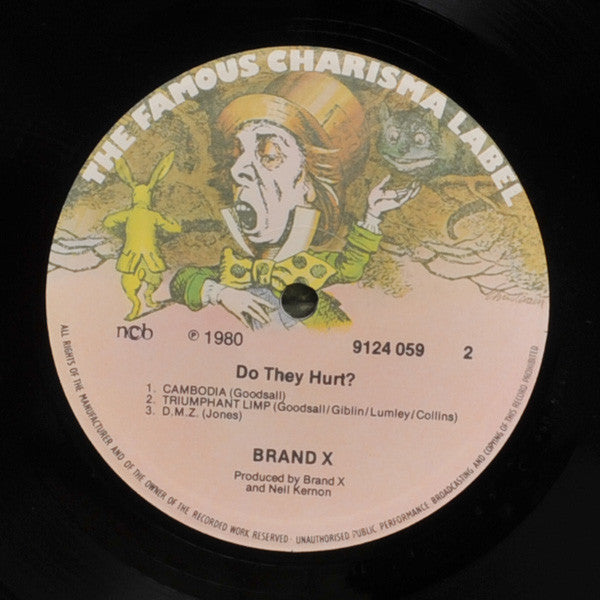 THE FAMOUS CHARISMA LABEL
ncb
℗ 1980
9124 059 2
Do They Hurt?
1. CAMBODIA (Goodsall)
2. TRIUMPHANT LIMP (Goodsall/Giblin/Lumley/Collins)
3. D.M.Z. (Jones)
BRAND X
Produced by Brand X
and Neil Kernon
ALL RIGHTS OF THE MANUFACTURER AND OF THE OWNER OF THE RECORDED WORK RESERVED · UNAUTHORISED PUBLIC PERFORMANCE BROADCASTING AND COPYING OF THIS RECORD PROHIBITED